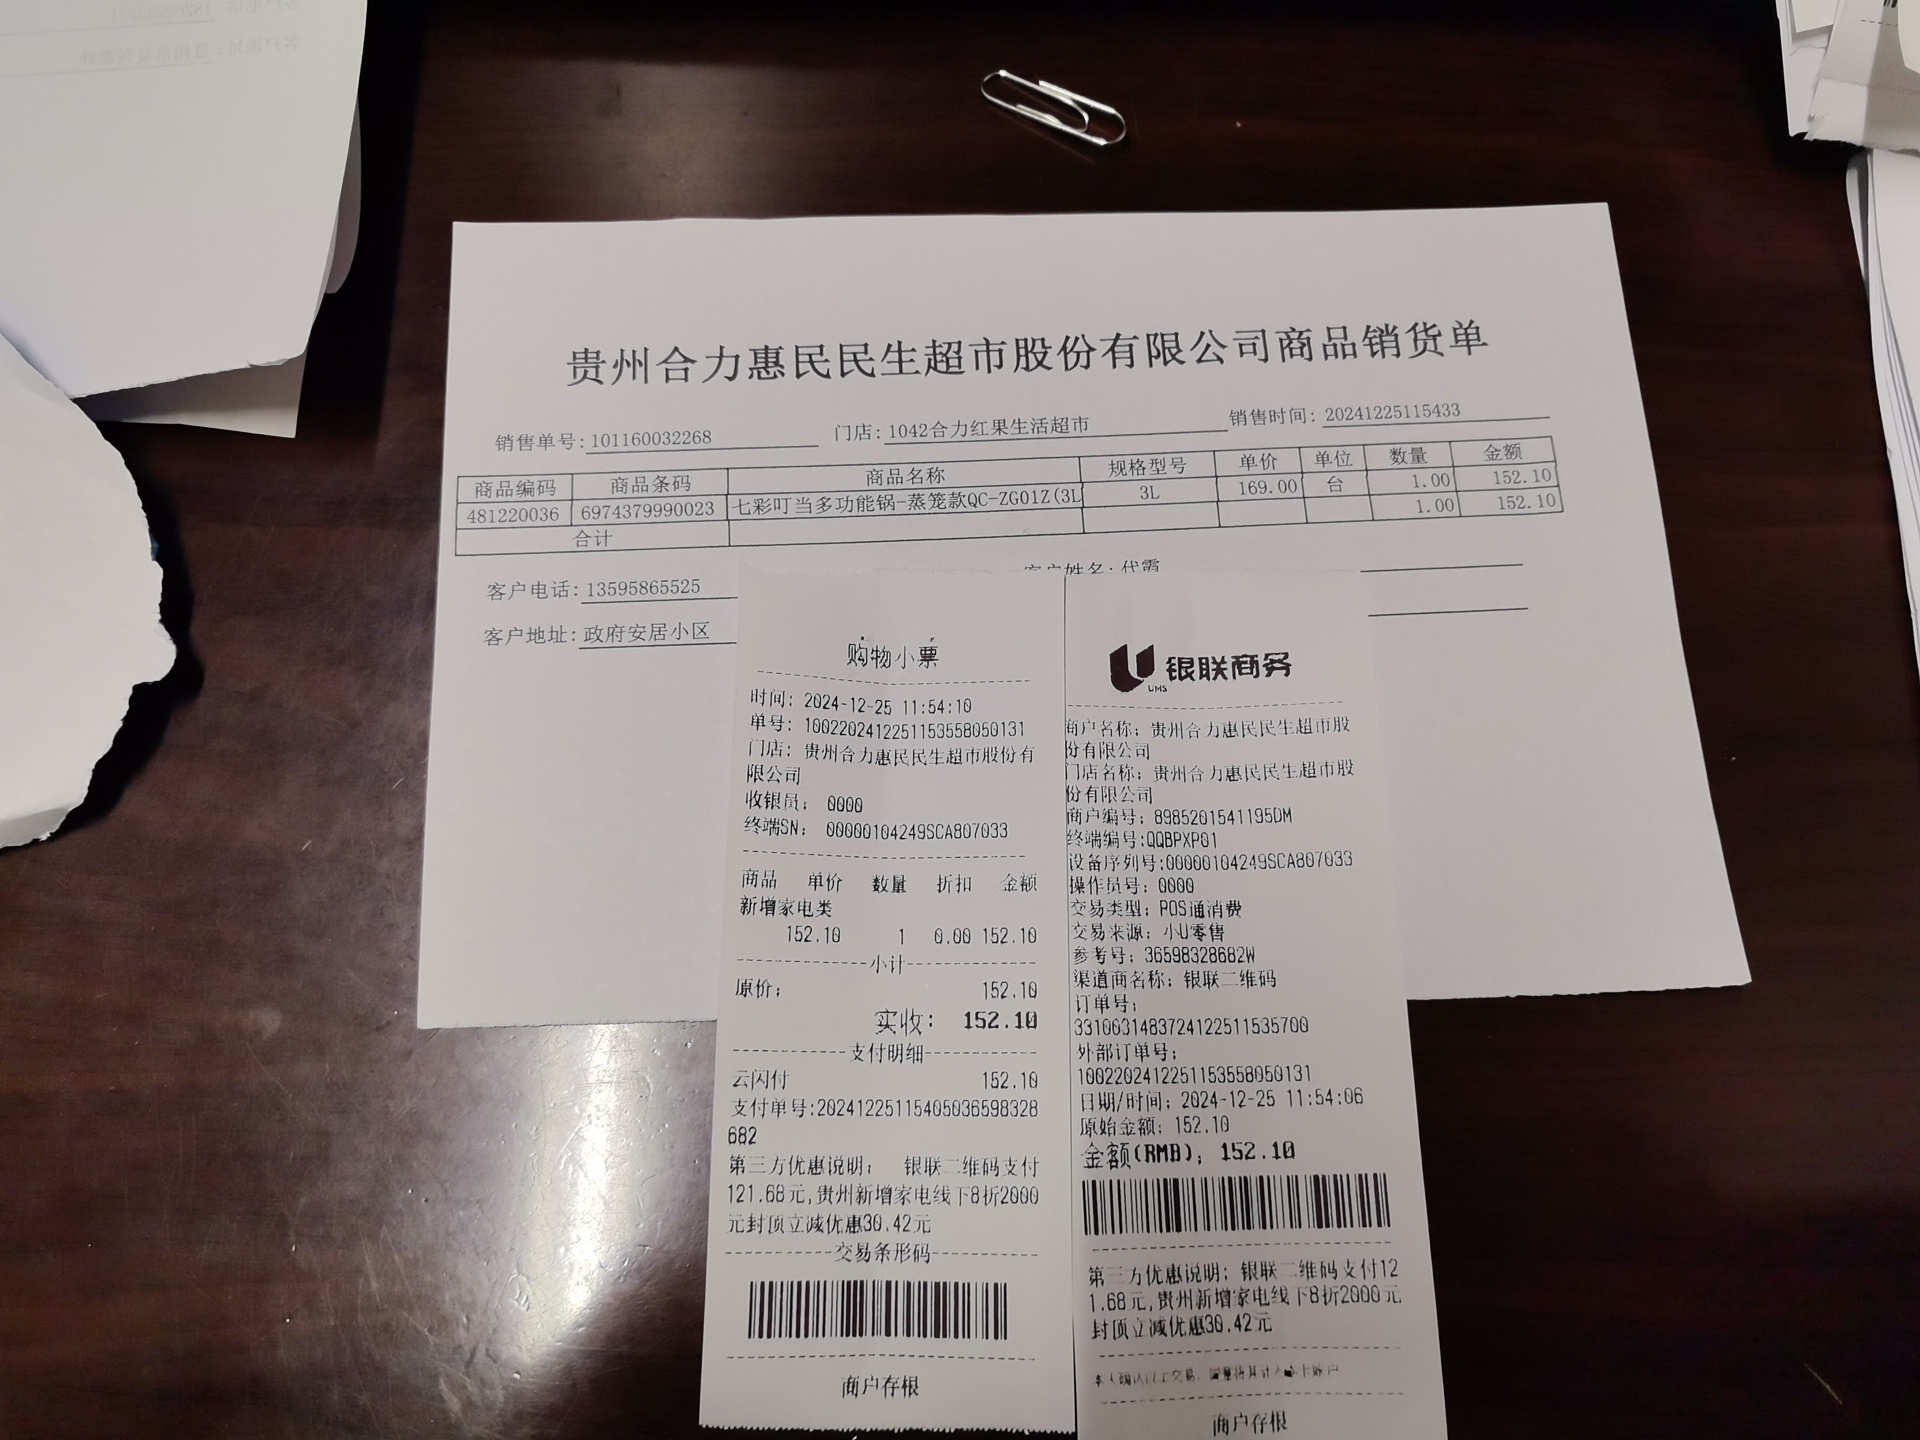 贵州合力惠民民生超市股份有限公司商品销货单
销售单号: 101160032268 门店: 1042合力红果生活超市 销售时间: 20241225115433
商品编码 商品条码 商品名称 规格型号 单价 单位 数量 金额
481220036 6974379990023 七彩叮当多功能锅-蒸笼款QC-ZG01Z(3L 3L 169.00 台 1.00 152.10
合计 1.00 152.10
客户电话: 13595865525 客户姓名: 代霞
客户地址: 政府安居小区
购物小票
时间: 2024-12-25 11:54:10
单号: 1002202412251153558050131
门店: 贵州合力惠民民生超市股份有
限公司
收银员: 0000
终端SN: 00000104249SCA807033
商品 单价 数量 折扣 金额
新增家电类
152.10 1 0.00 152.10
小计
原价: 152.10
实收: 152.10
支付明细
云闪付 152.10
支付单号:20241225115405036598328
682
第三方优惠说明: 银联二维码支付
121.68元,贵州新增家电线下8折2000
元封顶立减优惠30.42元
交易条形码
商户存根
UMS
银联商务
商户名称: 贵州合力惠民民生超市股
份有限公司
门店名称: 贵州合力惠民民生超市股
份有限公司
商户编号: 8985201541195DM
终端编号:QQBPXP01
设备序列号:00000104249SCA807033
操作员号: 0000
交易类型: POS通消费
交易来源: 小U零售
参考号: 36598328682W
渠道商名称: 银联二维码
订单号:
33100314837241225115357​00
外部订单号:
1002202412251153558050131
日期/时间: 2024-12-25 11:54:06
原始金额: 152.10
金额(RMB): 152.10
第三方优惠说明: 银联二维码支付12
1.68元,贵州新增家电线下8折2000元
封顶立减优惠30.42元
商户存根